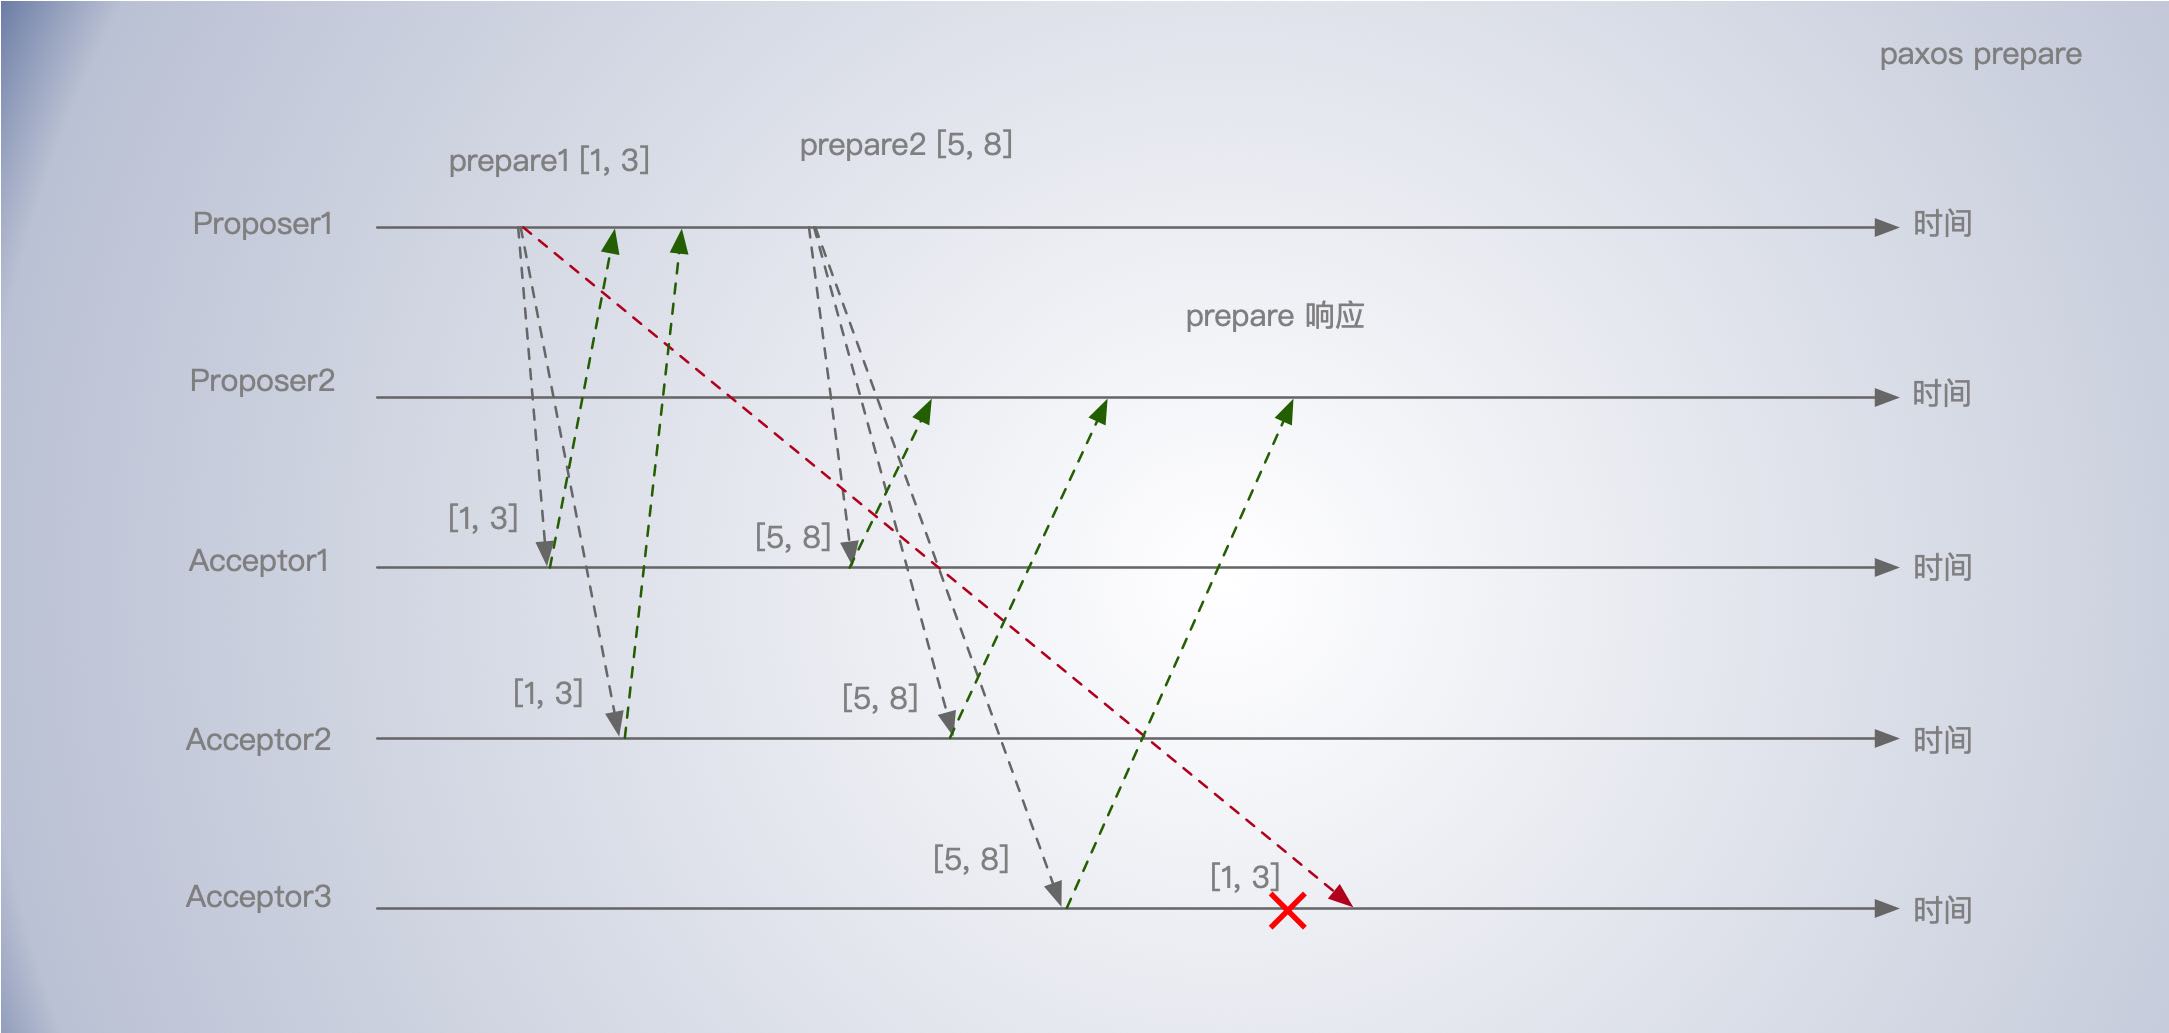 paxos prepare
prepare1 [1, 3]
prepare2 [5, 8]
Proposer1
时间
prepare 响应
Proposer2
时间
[1, 3]
[5, 8]
Acceptor1
时间
[1, 3]
[5, 8]
Acceptor2
时间
[5, 8]
[1, 3]
Acceptor3
时间